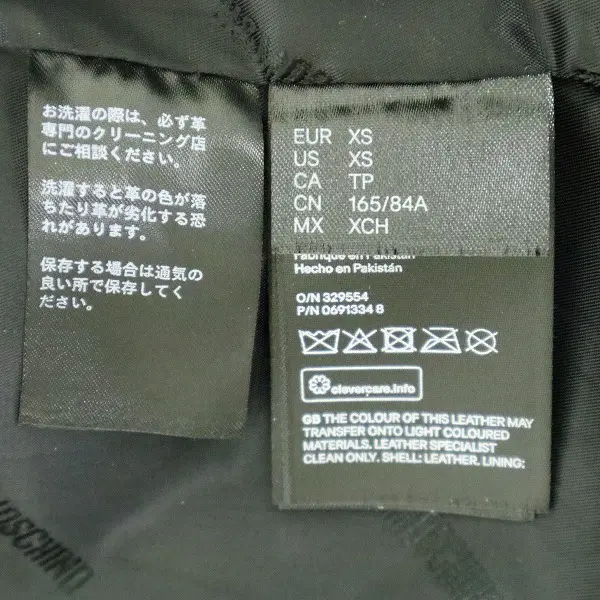 お洗濯の際は、必ず革
専門のクリーニング店
にご相談ください。
洗濯すると革の色が落
ちたり革が劣化する恐
れがあります。
保存する場合は通気の
良い所で保存してく
ださい。
EUR XS
US XS
CA TP
CN 165/84A
MX XCH
Fabriqué en Pakistan
Hecho en Pakistán
O/N 329554
P/N 0691334 8
clevercare.info
GB THE COLOUR OF THIS LEATHER MAY
TRANSFER ONTO LIGHT COLOURED
MATERIALS. LEATHER SPECIALIST
CLEAN ONLY. SHELL: LEATHER. LINING:
MOSCHINO